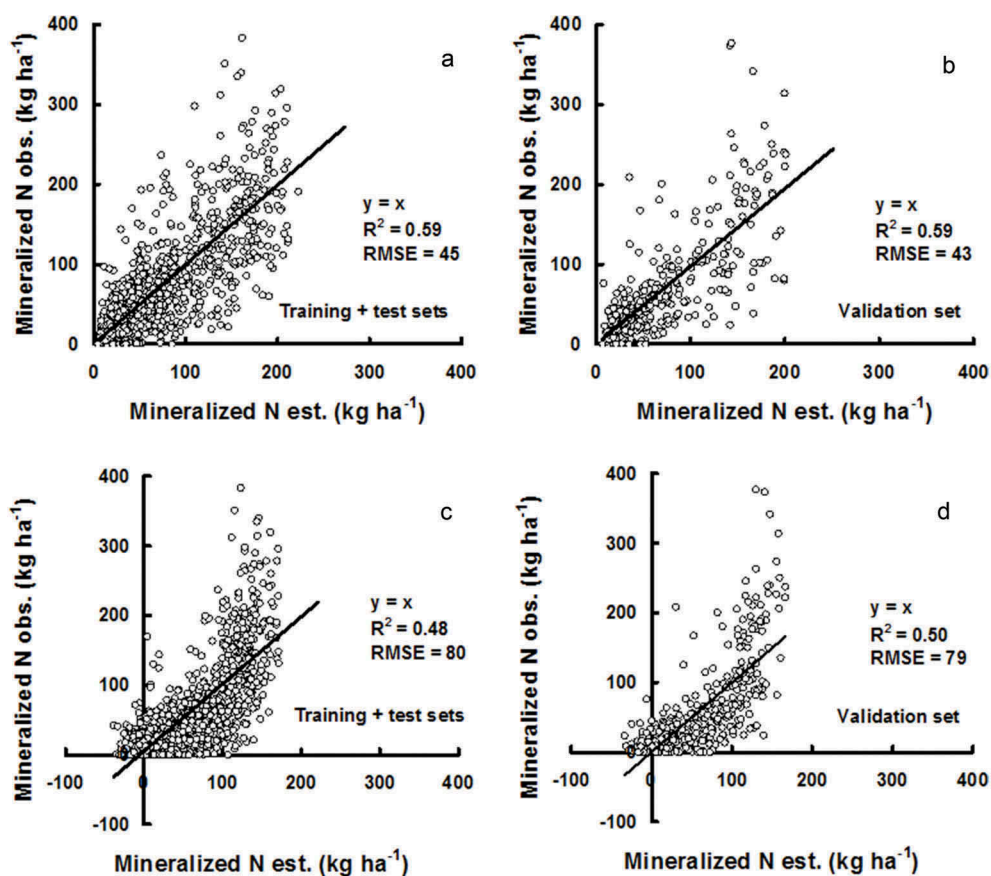 a
Mineralized N obs. (kg ha⁻¹)
400
300
200
100
0
y = x
R² = 0.59
RMSE = 45
Training + test sets
0 100 200 300 400
Mineralized N est. (kg ha⁻¹)
b
Mineralized N obs. (kg ha⁻¹)
400
300
200
100
0
y = x
R² = 0.59
RMSE = 43
Validation set
0 100 200 300 400
Mineralized N est. (kg ha⁻¹)
c
Mineralized N obs. (kg ha⁻¹)
400
300
200
100
0
-100
y = x
R² = 0.48
RMSE = 80
Training + test sets
-100 0 100 200 300 400
Mineralized N est. (kg ha⁻¹)
d
Mineralized N obs. (kg ha⁻¹)
400
300
200
100
0
-100
y = x
R² = 0.50
RMSE = 79
Validation set
-100 0 100 200 300 400
Mineralized N est. (kg ha⁻¹)